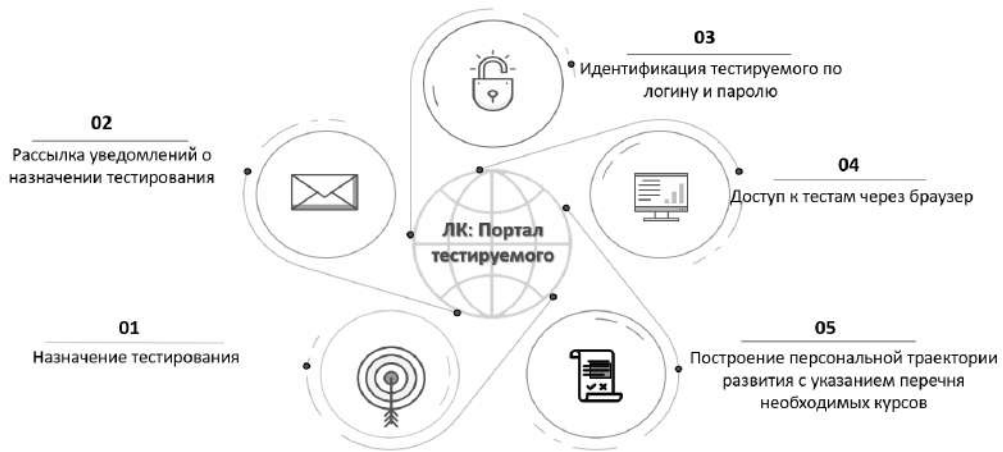 03
Идентификация тестируемого по
логину и паролю
02
Рассылка уведомлений о
назначении тестирования
04
Доступ к тестам через браузер
ЛК: Портал
тестируемого
01
Назначение тестирования
05
Построение персональной траектории
развития с указанием перечня
необходимых курсов